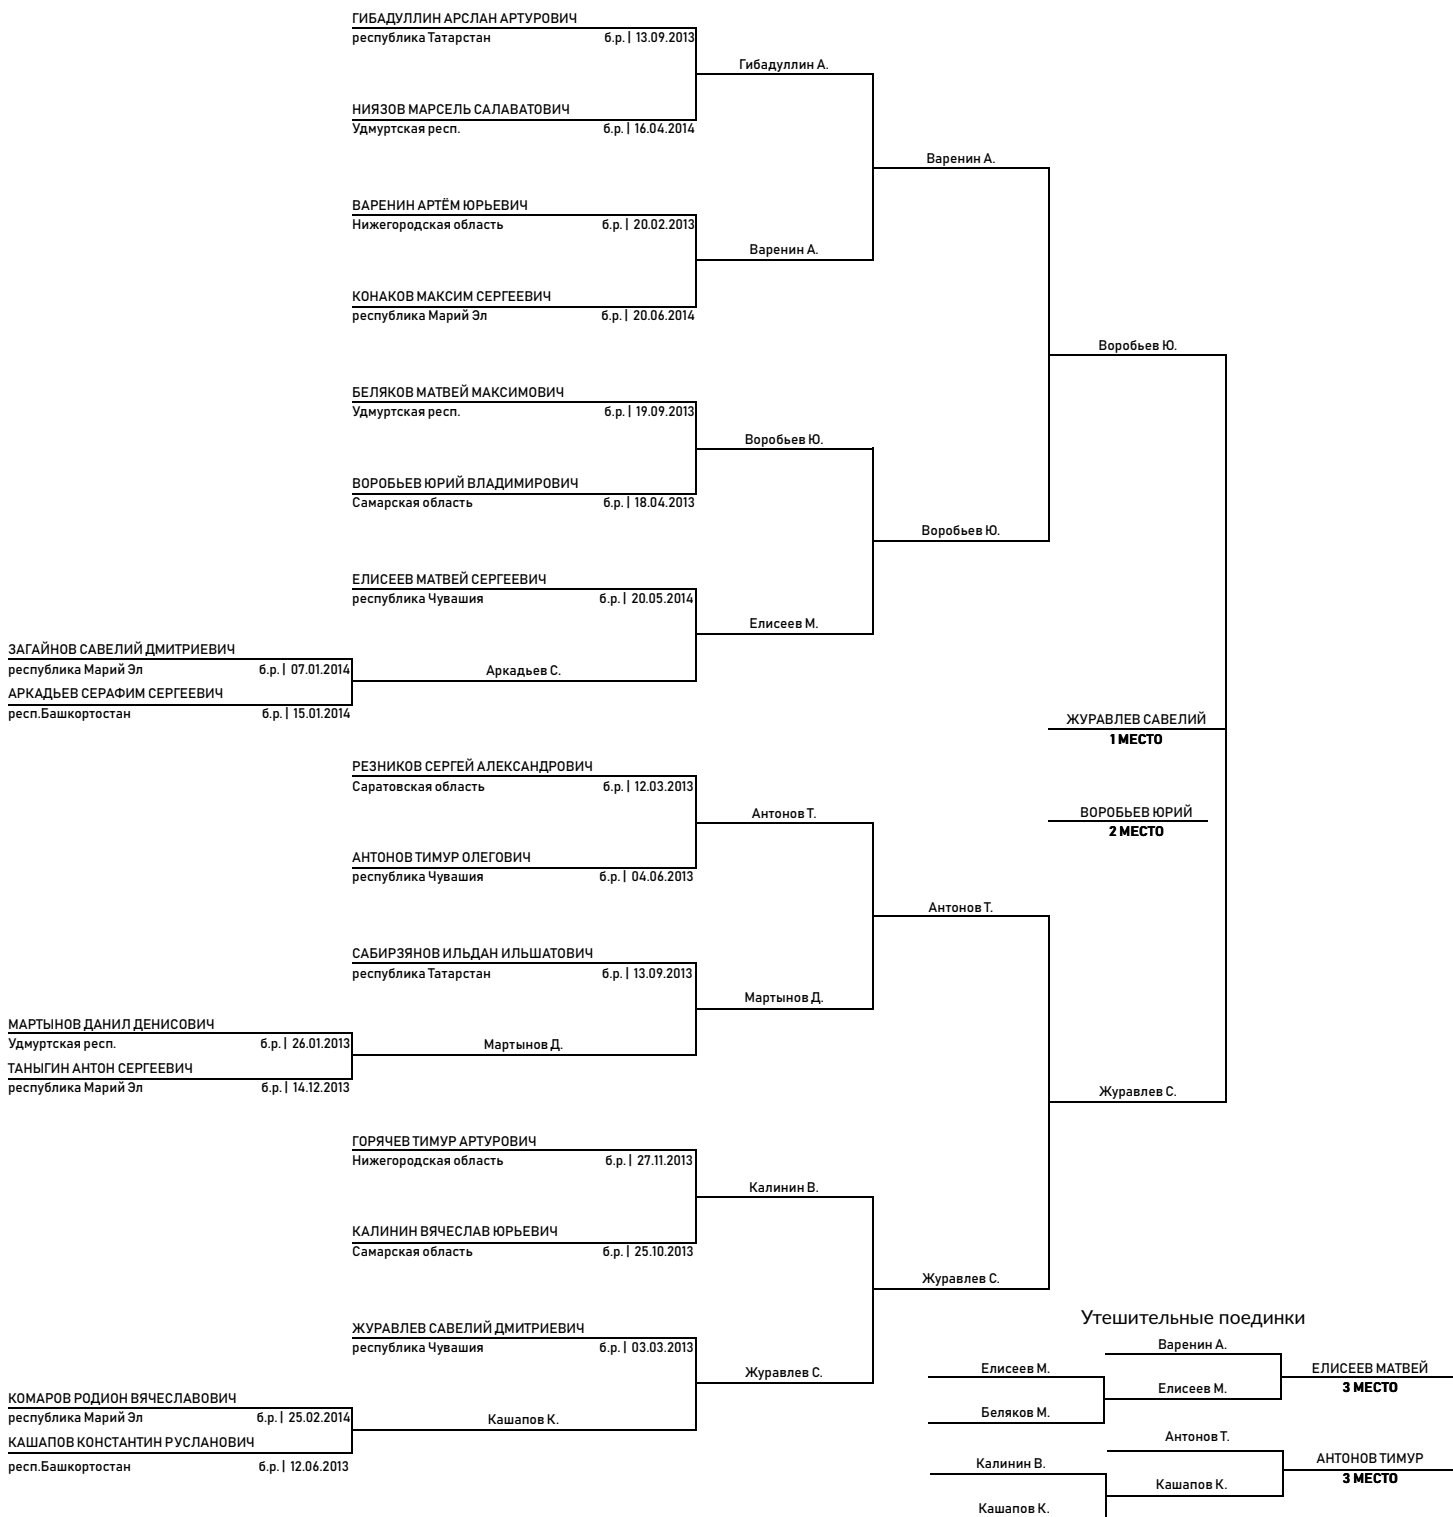 ГИБАДУЛЛИН АРСЛАН АРТУРОВИЧ
республика Татарстан б.р. | 13.09.2013
Гибадуллин А.
НИЯЗОВ МАРСЕЛЬ САЛАВАТОВИЧ
Удмуртская респ. б.р. | 16.04.2014
Варенин А.
ВАРЕНИН АРТЁМ ЮРЬЕВИЧ
Нижегородская область б.р. | 20.02.2013
Варенин А.
КОНАКОВ МАКСИМ СЕРГЕЕВИЧ
республика Марий Эл б.р. | 20.06.2014
Воробьев Ю.
БЕЛЯКОВ МАТВЕЙ МАКСИМОВИЧ
Удмуртская респ. б.р. | 19.09.2013
Воробьев Ю.
ВОРОБЬЕВ ЮРИЙ ВЛАДИМИРОВИЧ
Самарская область б.р. | 18.04.2013
Воробьев Ю.
ЕЛИСЕЕВ МАТВЕЙ СЕРГЕЕВИЧ
республика Чувашия б.р. | 20.05.2014
Елисеев М.
ЗАГАЙНОВ САВЕЛИЙ ДМИТРИЕВИЧ
республика Марий Эл б.р. | 07.01.2014
Аркадьев С.
АРКАДЬЕВ СЕРАФИМ СЕРГЕЕВИЧ
респ.Башкортостан б.р. | 15.01.2014
ЖУРАВЛЕВ САВЕЛИЙ
1 МЕСТО
РЕЗНИКОВ СЕРГЕЙ АЛЕКСАНДРОВИЧ
Саратовская область б.р. | 12.03.2013
Антонов Т.
ВОРОБЬЕВ ЮРИЙ
2 МЕСТО
АНТОНОВ ТИМУР ОЛЕГОВИЧ
республика Чувашия б.р. | 04.06.2013
Антонов Т.
САБИРЗЯНОВ ИЛЬДАН ИЛЬШАТОВИЧ
республика Татарстан б.р. | 13.09.2013
Мартынов Д.
МАРТЫНОВ ДАНИЛ ДЕНИСОВИЧ
Удмуртская респ. б.р. | 26.01.2013
Мартынов Д.
ТАНЫГИН АНТОН СЕРГЕЕВИЧ
республика Марий Эл б.р. | 14.12.2013
Журавлев С.
ГОРЯЧЕВ ТИМУР АРТУРОВИЧ
Нижегородская область б.р. | 27.11.2013
Калинин В.
КАЛИНИН ВЯЧЕСЛАВ ЮРЬЕВИЧ
Самарская область б.р. | 25.10.2013
Журавлев С.
ЖУРАВЛЕВ САВЕЛИЙ ДМИТРИЕВИЧ
республика Чувашия б.р. | 03.03.2013
Журавлев С.
КОМАРОВ РОДИОН ВЯЧЕСЛАВОВИЧ
республика Марий Эл б.р. | 25.02.2014
Кашапов К.
КАШАПОВ КОНСТАНТИН РУСЛАНОВИЧ
респ.Башкортостан б.р. | 12.06.2013
Утешительные поединки
Варенин А.
Елисеев М.
ЕЛИСЕЕВ МАТВЕЙ
3 МЕСТО
Елисеев М.
Беляков М.
Антонов Т.
Калинин В.
АНТОНОВ ТИМУР
3 МЕСТО
Кашапов К.
Кашапов К.